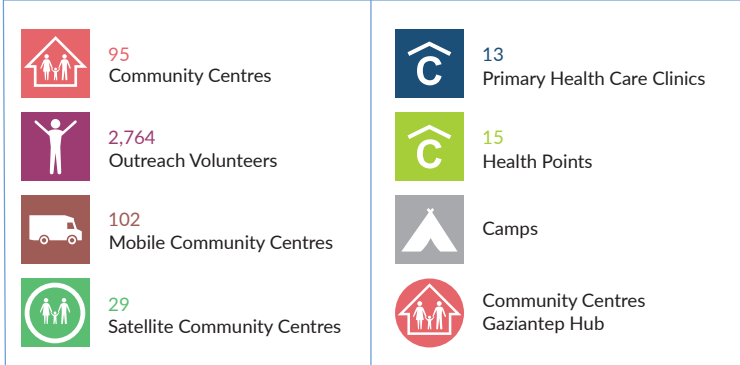 95
Community Centres
2,764
Outreach Volunteers
102
Mobile Community Centres
29
Satellite Community Centres
C
13
Primary Health Care Clinics
C
15
Health Points
Camps
Community Centres
Gaziantep Hub